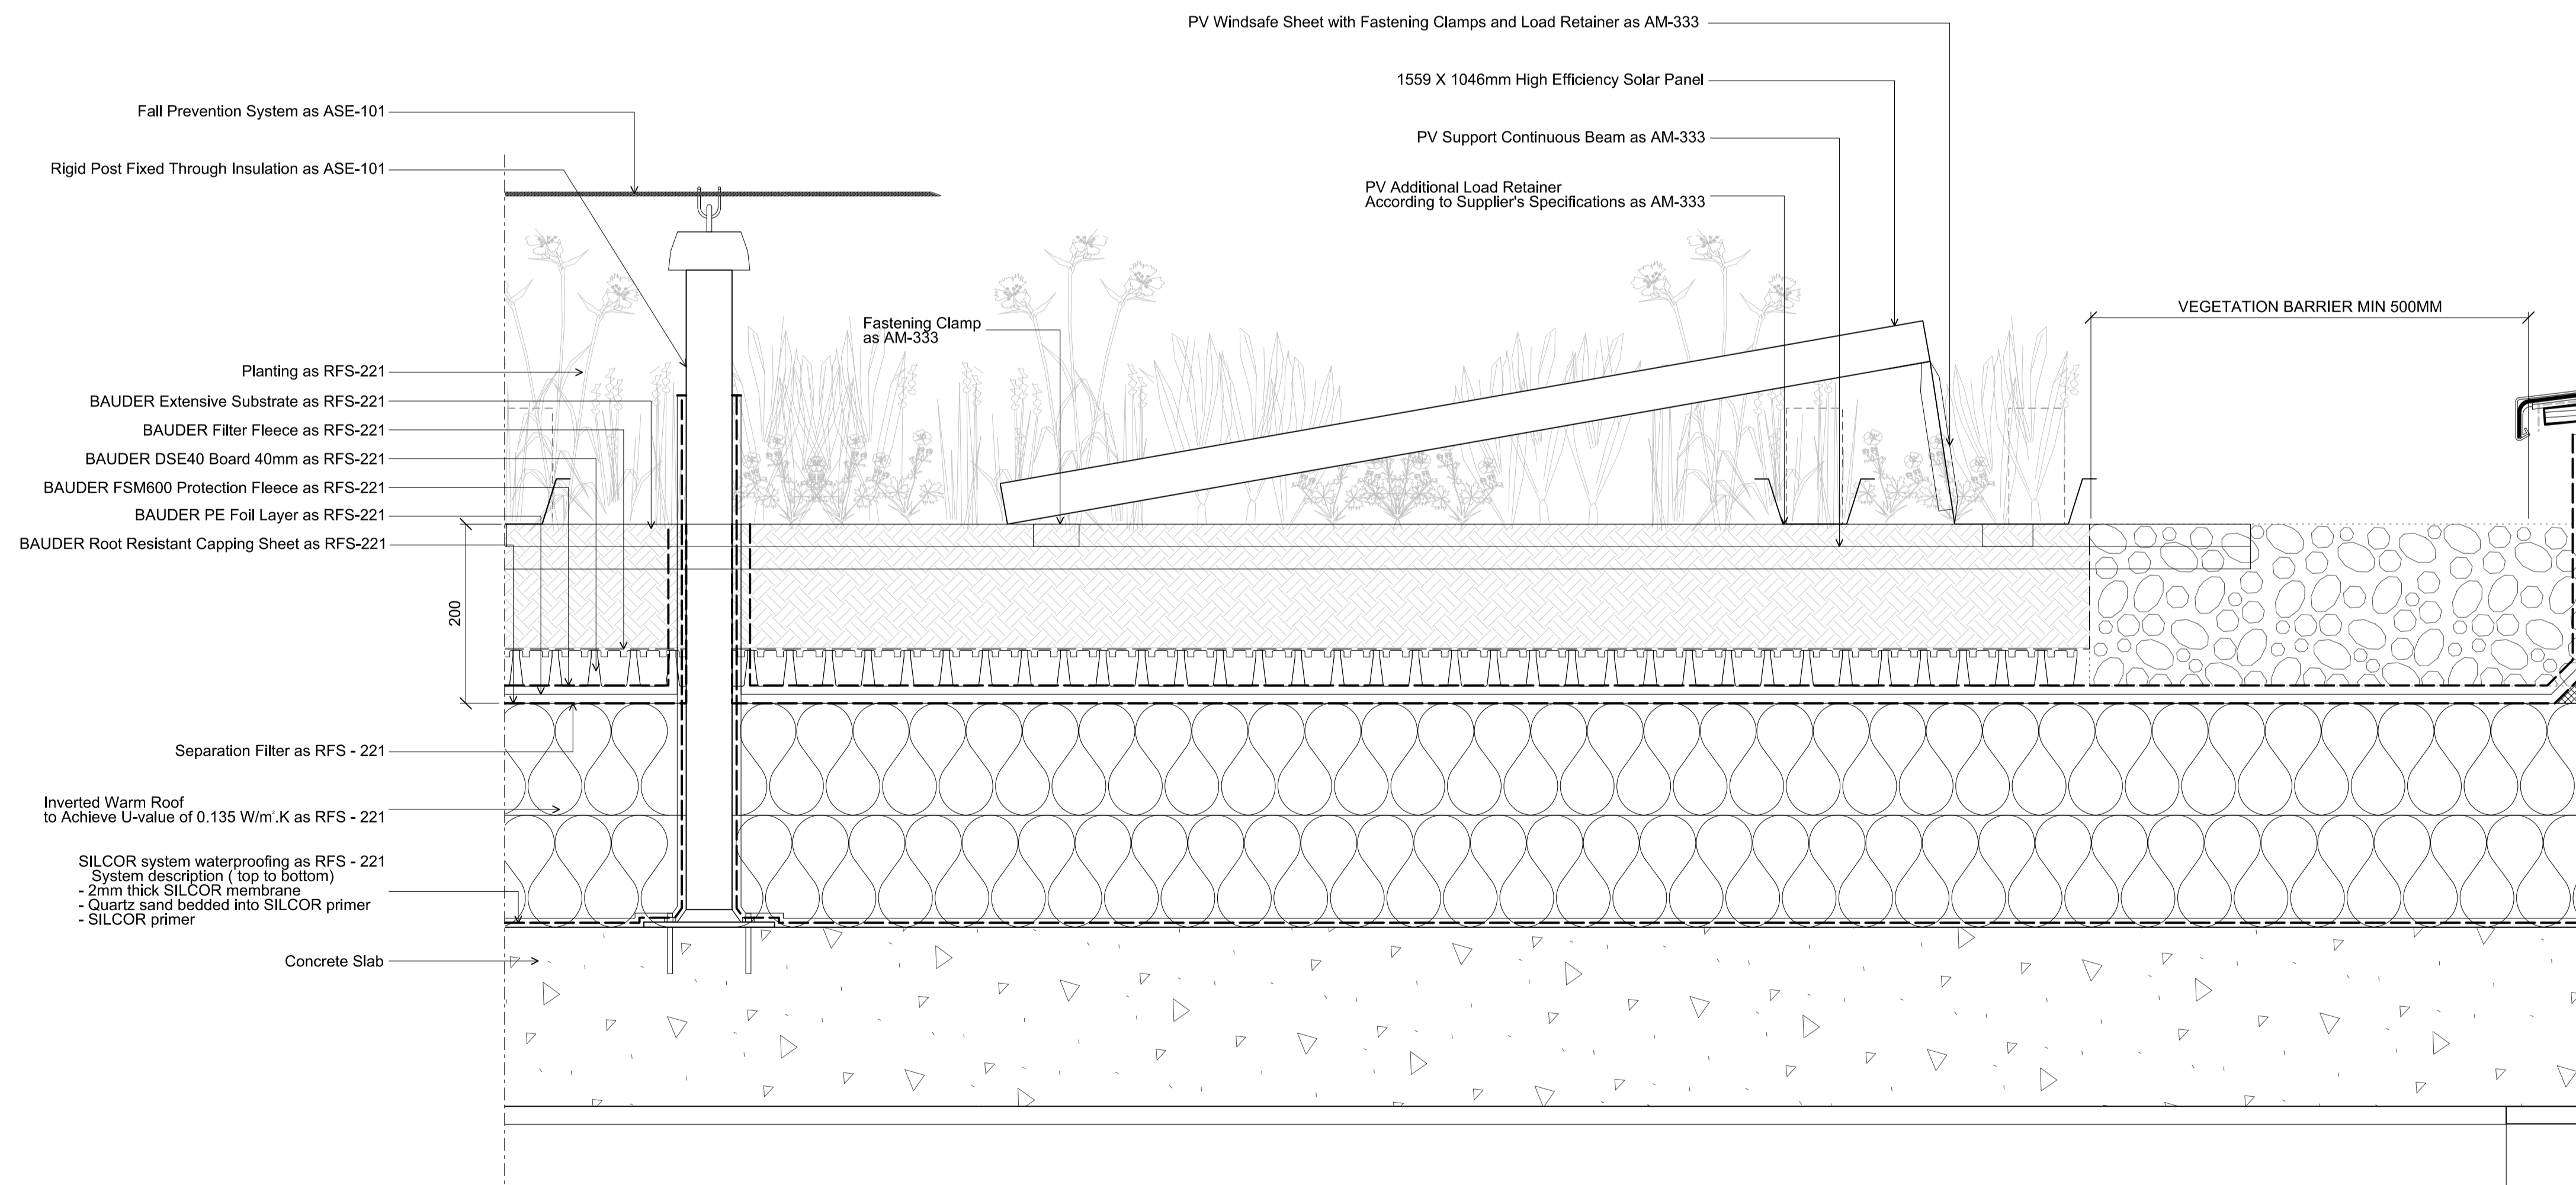 PV Windsafe Sheet with Fastening Clamps and Load Retainer as AM-333
1559 X 1046mm High Efficiency Solar Panel
Fall Prevention System as ASE-101
PV Support Continuous Beam as AM-333
Rigid Post Fixed Through Insulation as ASE-101
PV Additional Load Retainer
According to Supplier's Specifications as AM-333
VEGETATION BARRIER MIN 500MM
Fastening Clamp
as AM-333
Planting as RFS-221
BAUDER Extensive Substrate as RFS-221
BAUDER Filter Fleece as RFS-221
BAUDER DSE40 Board 40mm as RFS-221
BAUDER FSM600 Protection Fleece as RFS-221
BAUDER PE Foil Layer as RFS-221
BAUDER Root Resistant Capping Sheet as RFS-221
200
Separation Filter as RFS - 221
Inverted Warm Roof
to Achieve U-value of 0.135 W/m².K as RFS - 221
SILCOR system waterproofing as RFS - 221
System description ( top to bottom)
- 2mm thick SILCOR membrane
- Quartz sand bedded into SILCOR primer
- SILCOR primer
Concrete Slab